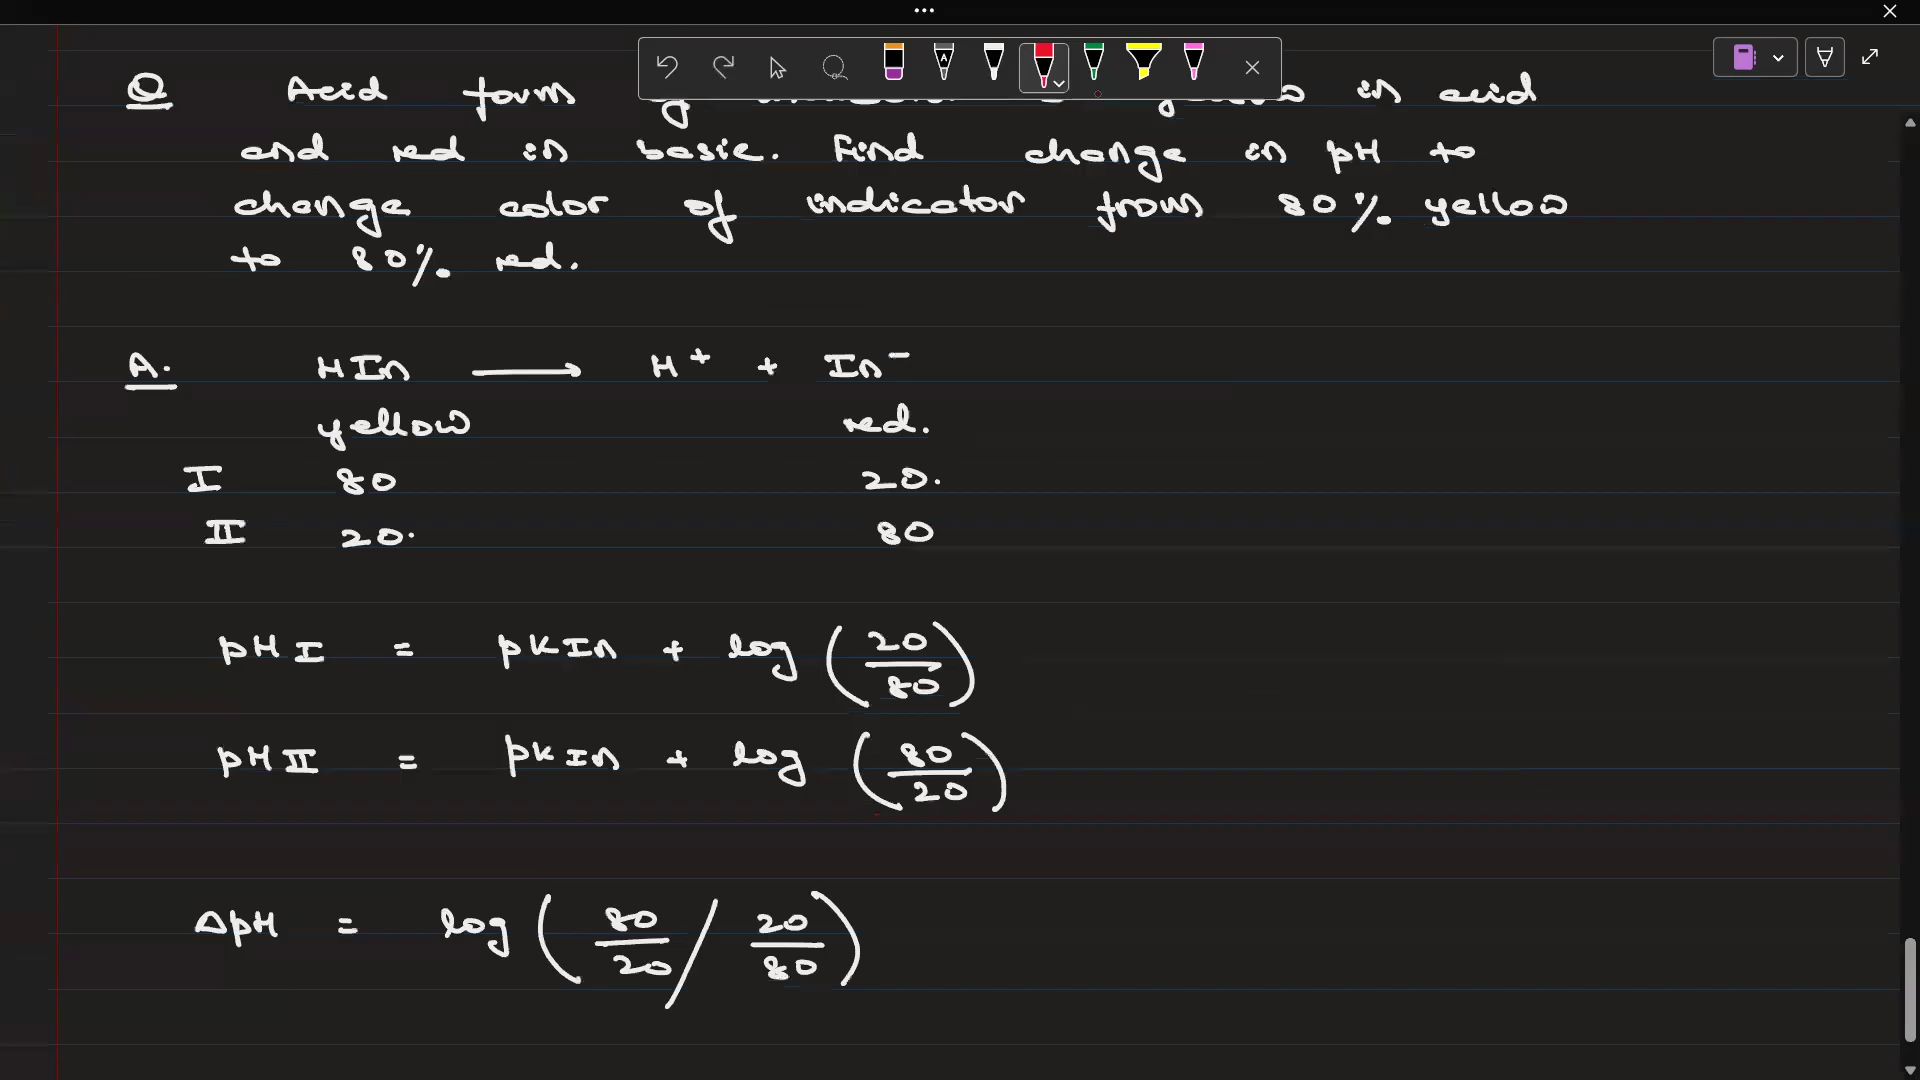 Q Acid form in acid
and red in basic. Find change in pH to
change color of indicator from 80% yellow
to 80% red.
A. HIn ⟶ H⁺ + In⁻
yellow red.
I 80 20.
II 20. 80
pH I = pKIn + log (20/80)
pH II = pKIn + log (80/20)
ΔpH = log (80/20 / 20/80)